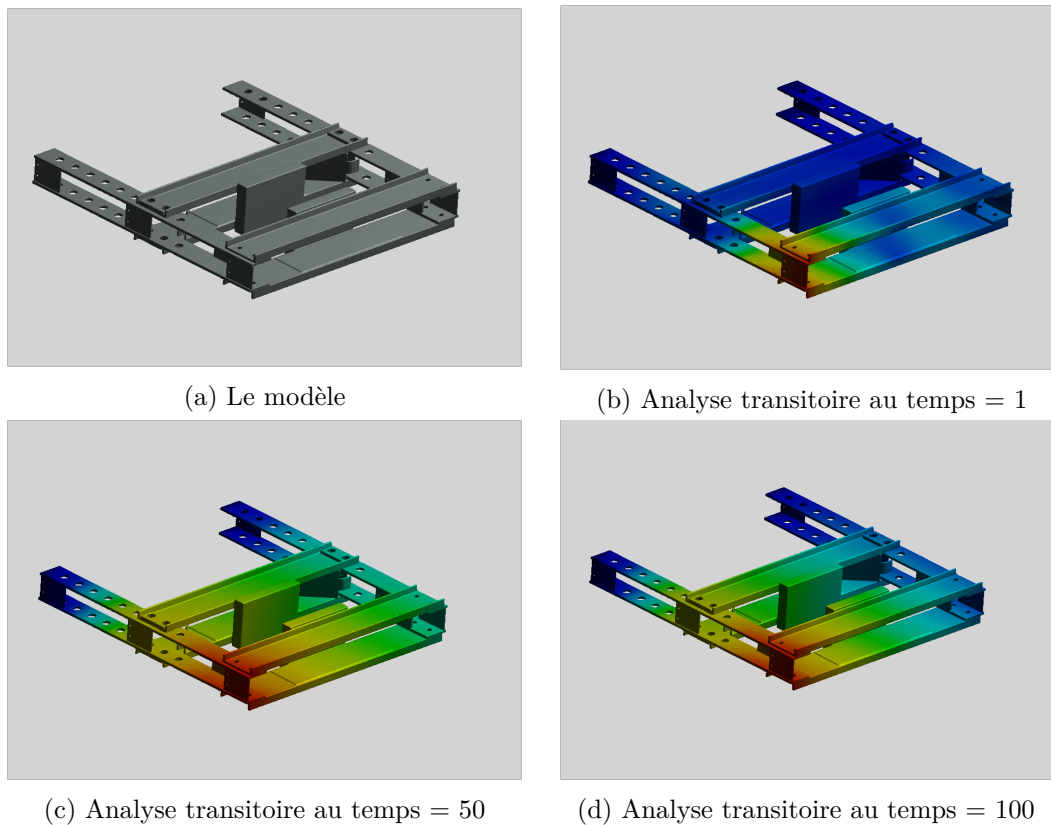 (a) Le modèle
(b) Analyse transitoire au temps = 1
(c) Analyse transitoire au temps = 50
(d) Analyse transitoire au temps = 100